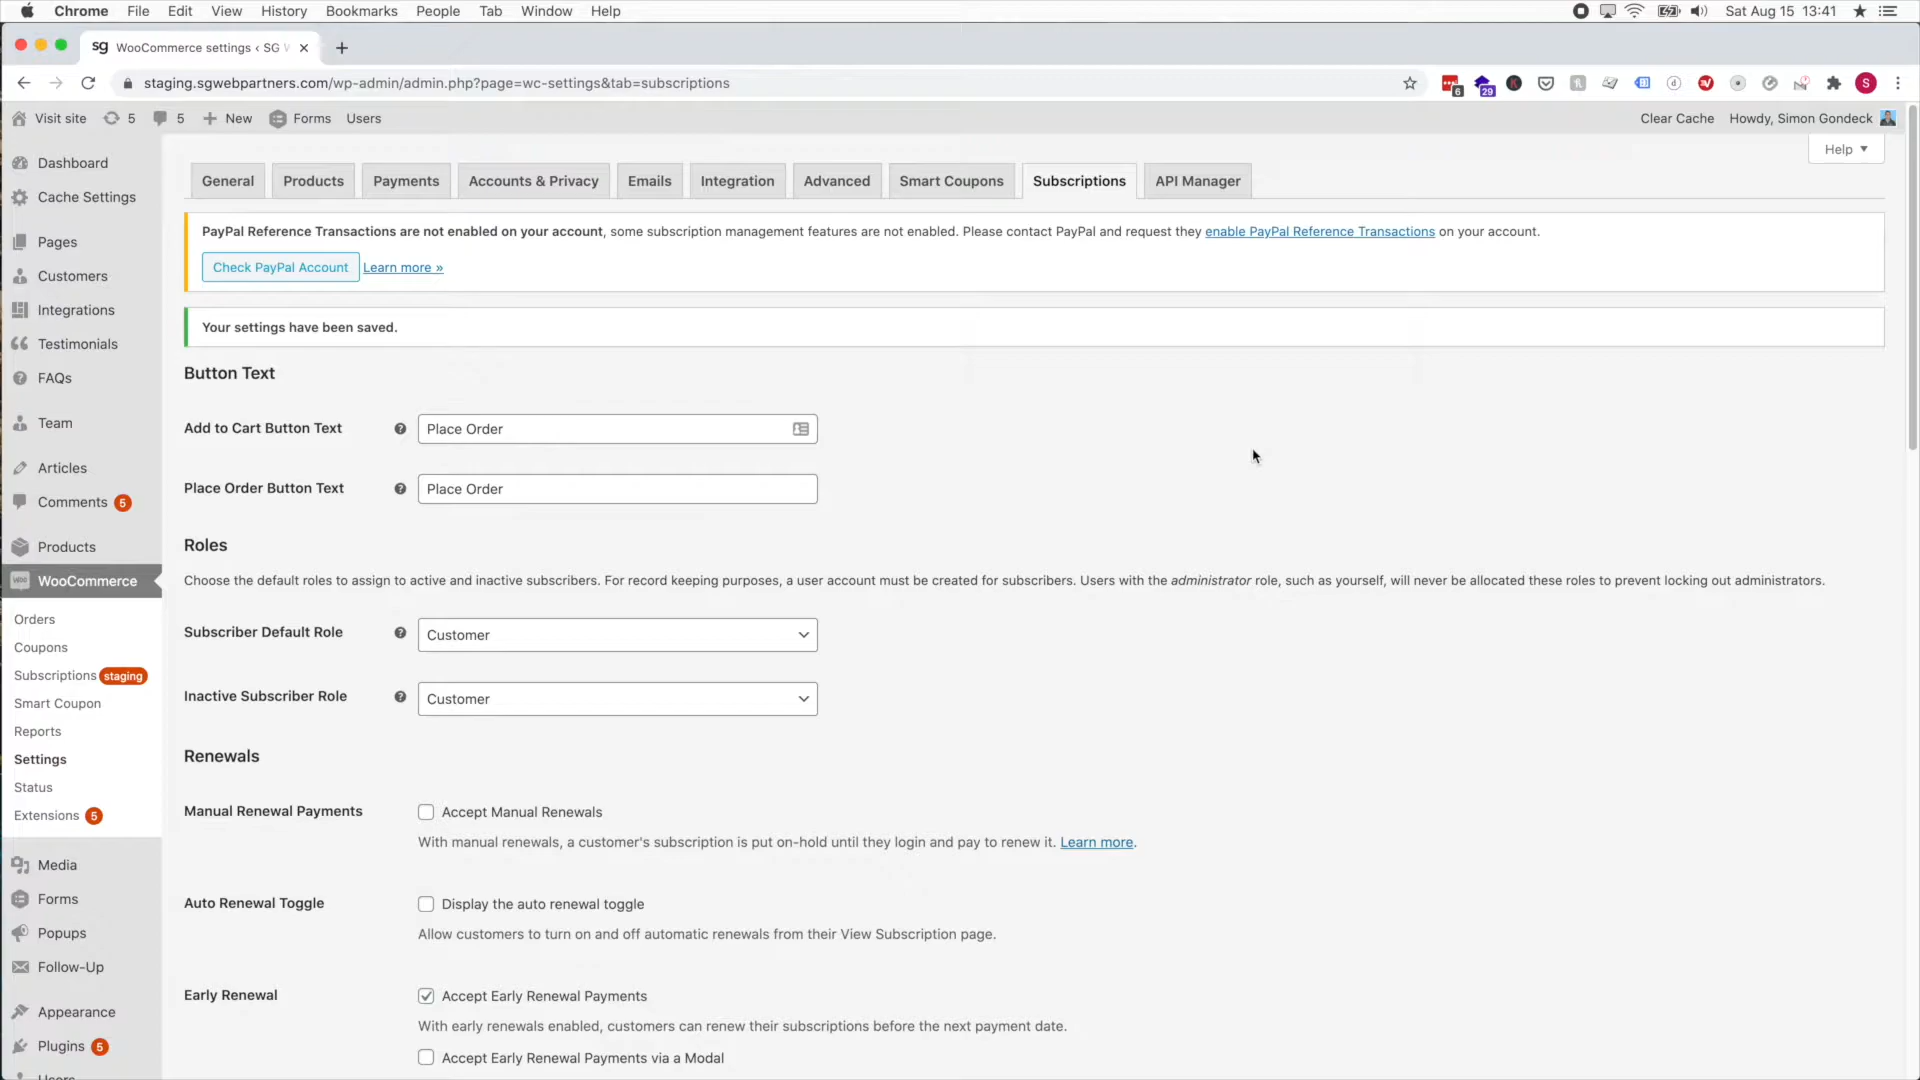 Chrome File Edit View History Bookmarks People Tab Window Help
Sat Aug 15 13:41
sg WooCommerce settings ‹ SG W
staging.sgwebpartners.com/wp-admin/admin.php?page=wc-settings&tab=subscriptions
6 29 S
Visit site 5 5 New Forms Users
Clear Cache Howdy, Simon Gondeck
Help
Dashboard
Cache Settings
Pages
Customers
Integrations
Testimonials
FAQs
Team
Articles
Comments 5
Products
WooCommerce
Orders
Coupons
Subscriptions staging
Smart Coupon
Reports
Settings
Status
Extensions 5
Media
Forms
Popups
Follow-Up
Appearance
Plugins 5
Users
General Products Payments Accounts & Privacy Emails Integration Advanced Smart Coupons Subscriptions API Manager
PayPal Reference Transactions are not enabled on your account, some subscription management features are not enabled. Please contact PayPal and request they enable PayPal Reference Transactions on your account.
Check PayPal Account Learn more »
Your settings have been saved.
Button Text
Add to Cart Button Text Place Order
Place Order Button Text Place Order
Roles
Choose the default roles to assign to active and inactive subscribers. For record keeping purposes, a user account must be created for subscribers. Users with the administrator role, such as yourself, will never be allocated these roles to prevent locking out administrators.
Subscriber Default Role Customer
Inactive Subscriber Role Customer
Renewals
Manual Renewal Payments Accept Manual Renewals
With manual renewals, a customer's subscription is put on-hold until they login and pay to renew it. Learn more.
Auto Renewal Toggle Display the auto renewal toggle
Allow customers to turn on and off automatic renewals from their View Subscription page.
Early Renewal Accept Early Renewal Payments
With early renewals enabled, customers can renew their subscriptions before the next payment date.
Accept Early Renewal Payments via a Modal